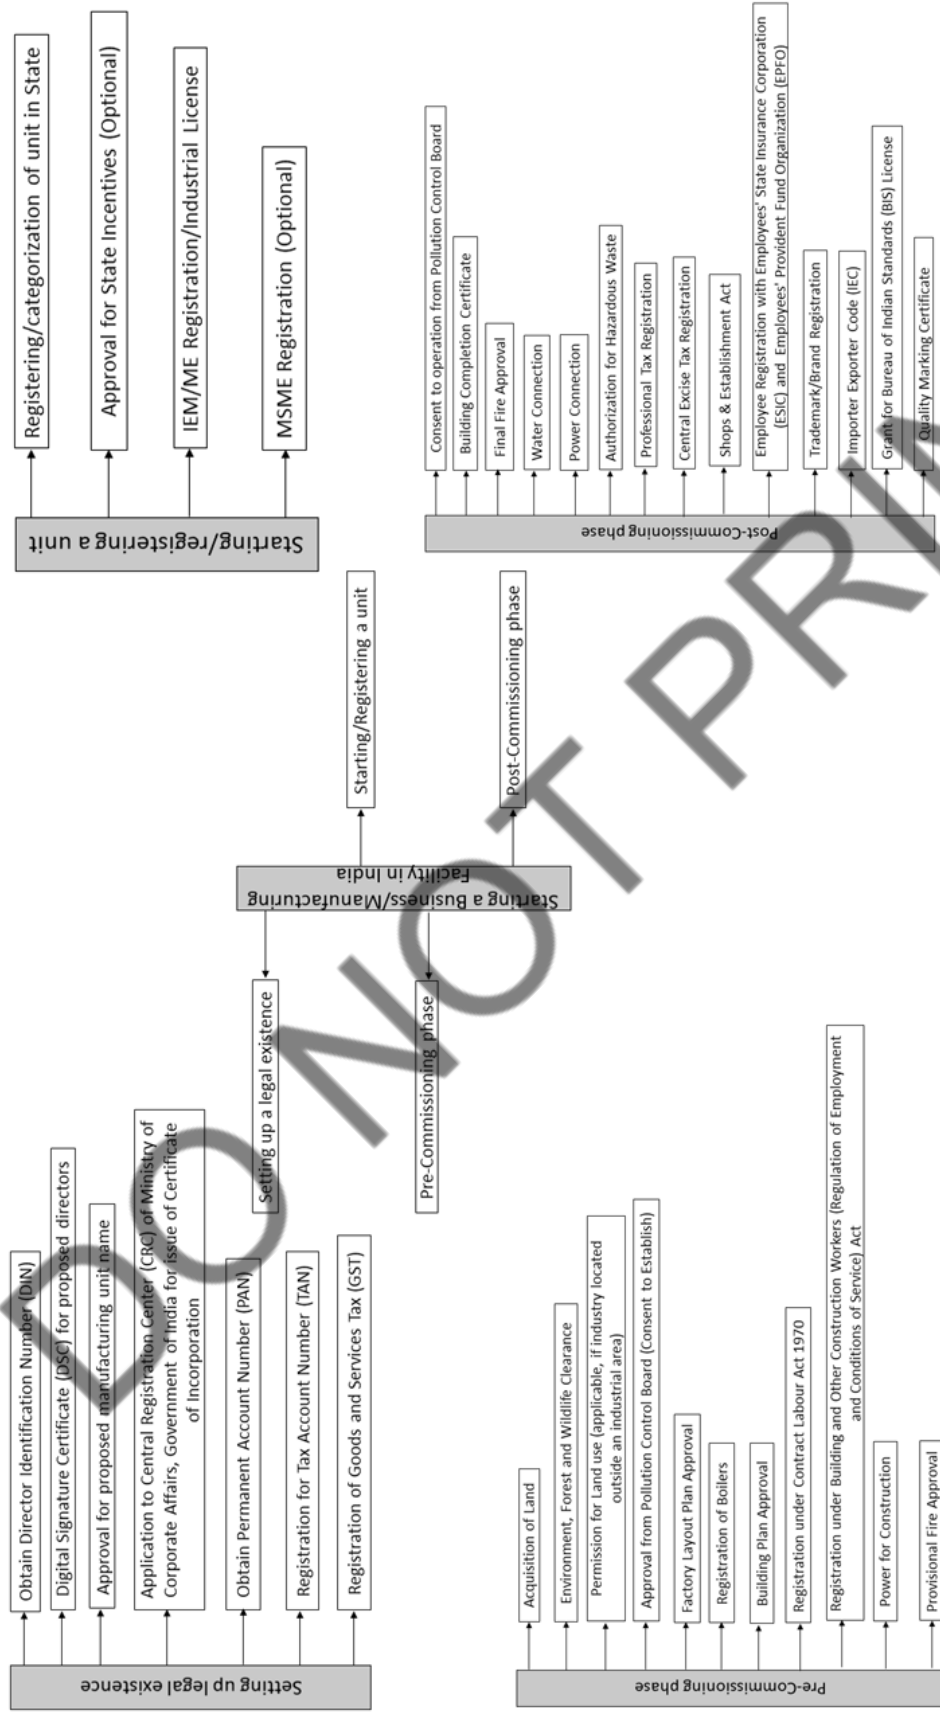 Setting up legal existence
Obtain Director Identification Number (DIN)
Digital Signature Certificate (DSC) for proposed directors
Approval for proposed manufacturing unit name
Application to Central Registration Center (CRC) of Ministry of
Corporate Affairs, Government of India for issue of Certificate
of Incorporation
Obtain Permanent Account Number (PAN)
Registration for Tax Account Number (TAN)
Registration of Goods and Services Tax (GST)
Starting/registering a unit
Registering/categorization of unit in State
Approval for State Incentives (Optional)
IEM/ME Registration/Industrial License
MSME Registration (Optional)
Starting a Business/Manufacturing
Facility in India
Setting up a legal existence
Pre-Commissioning phase
Starting/Registering a unit
Post-Commissioning phase
Pre-Commissioning phase
Acquisition of Land
Environment, Forest and Wildlife Clearance
Permission for Land use (applicable, if industry located
outside an industrial area)
Approval from Pollution Control Board (Consent to Establish)
Factory Layout Plan Approval
Registration of Boilers
Building Plan Approval
Registration under Contract Labour Act 1970
Registration under Building and Other Construction Workers (Regulation of Employment
and Conditions of Service) Act
Power for Construction
Provisional Fire Approval
Post-Commissioning phase
Consent to operation from Pollution Control Board
Building Completion Certificate
Final Fire Approval
Water Connection
Power Connection
Authorization for Hazardous Waste
Professional Tax Registration
Central Excise Tax Registration
Shops & Establishment Act
Employee Registration with Employees' State Insurance Corporation
(ESIC) and Employees' Provident Fund Organization (EPFO)
Trademark/Brand Registration
Importer Exporter Code (IEC)
Grant for Bureau of Indian Standards (BIS) License
Quality Marking Certificate
DO NOT PRI